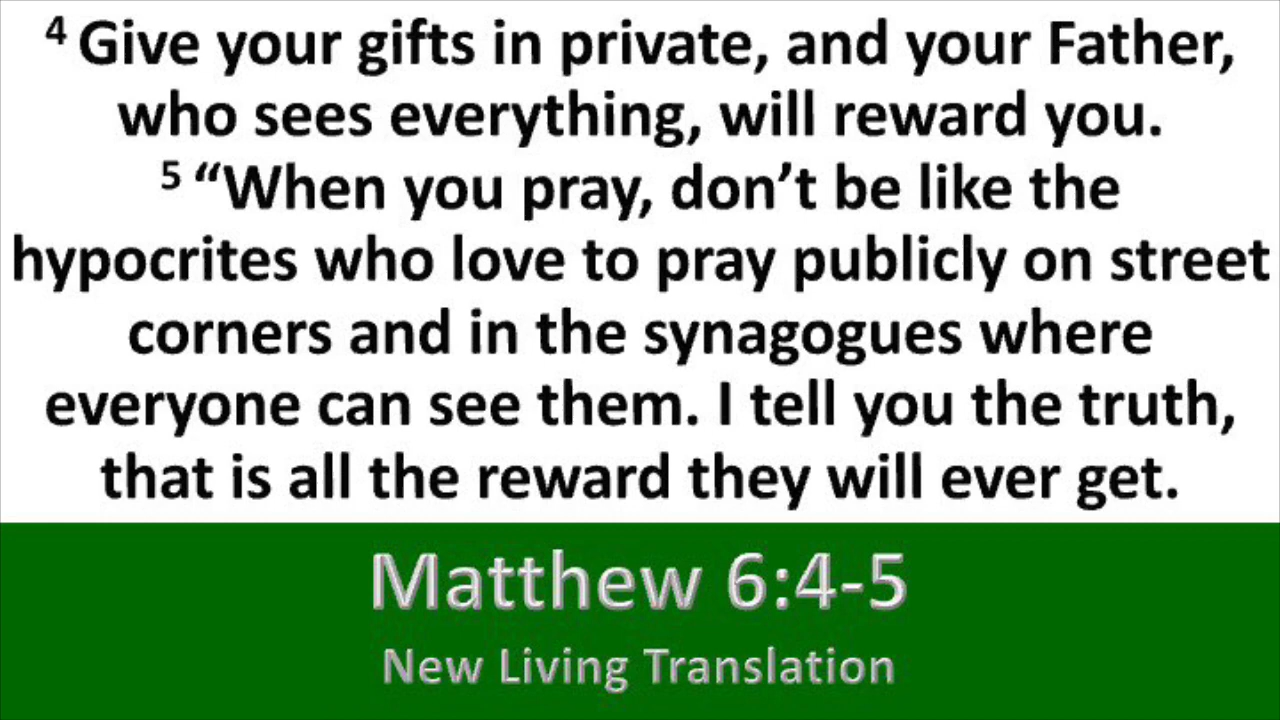 4 Give your gifts in private, and your Father,
who sees everything, will reward you.
5 “When you pray, don’t be like the
hypocrites who love to pray publicly on street
corners and in the synagogues where
everyone can see them. I tell you the truth,
that is all the reward they will ever get.
Matthew 6:4-5
New Living Translation